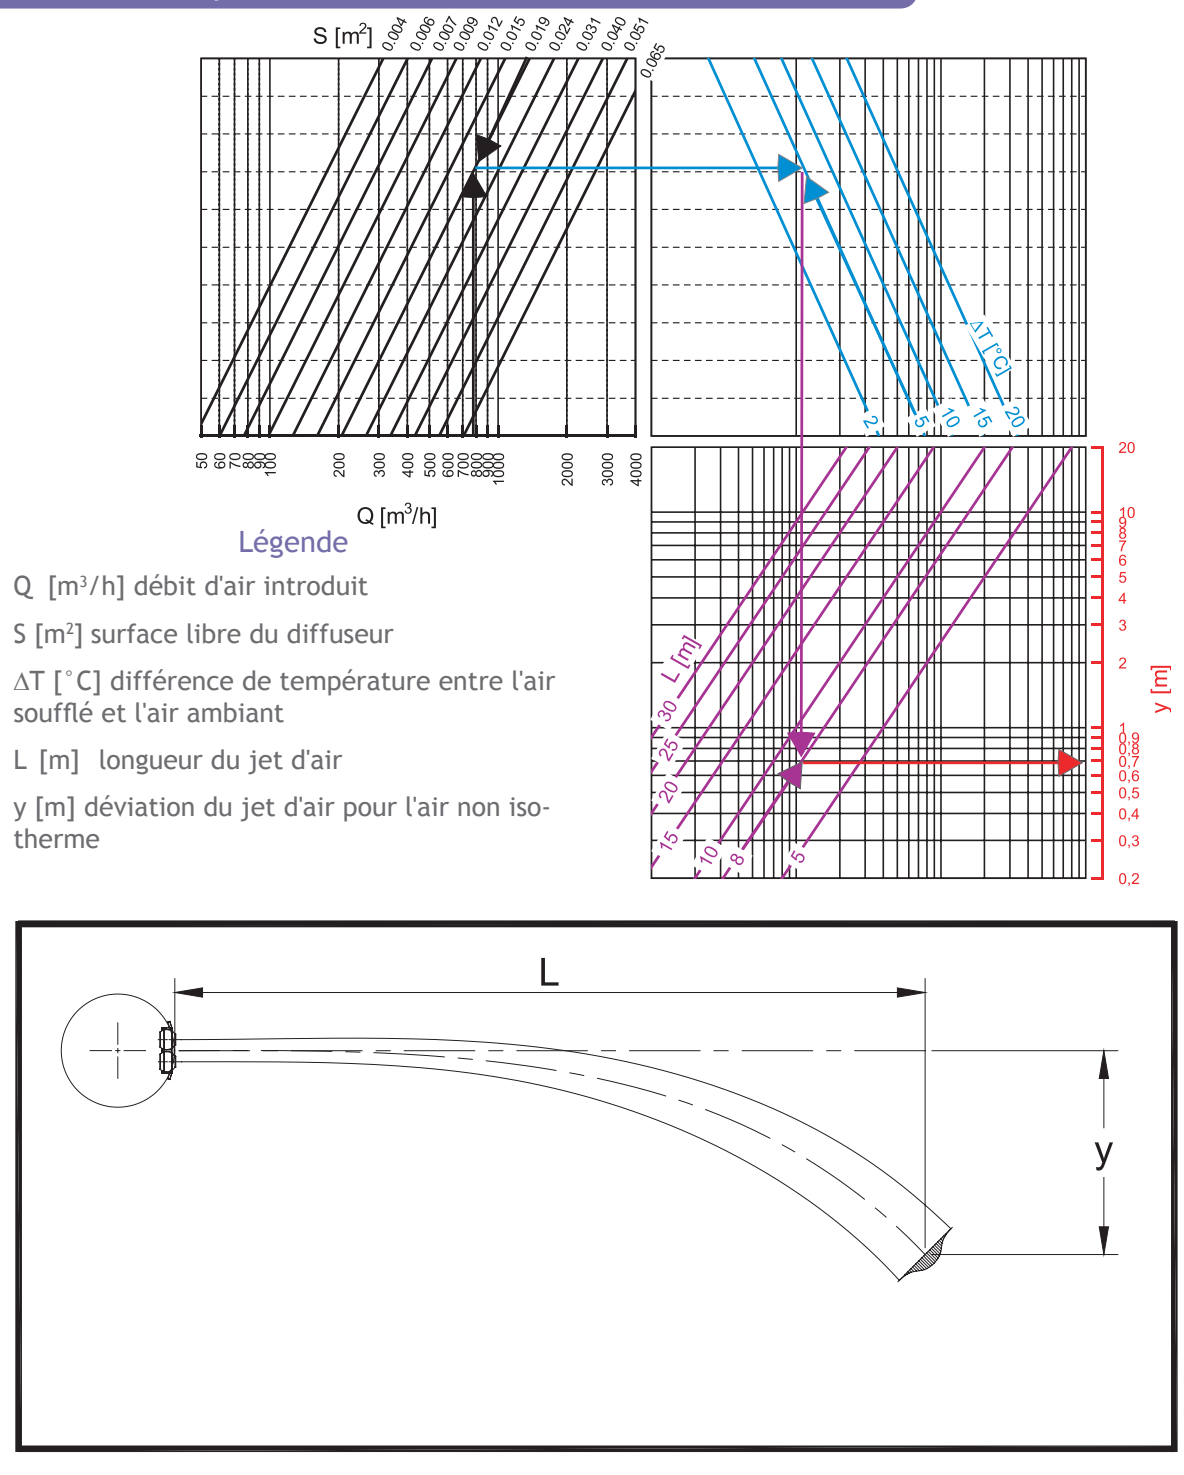 S [m²] 0.004 0.006 0.007 0.009 0.012 0.015 0.019 0.024 0.031 0.040 0.051 0.065
ΔT [°C]
2 5 10 15 20
50 60 70 80 90 100 200 300 400 500 600 700 800 900 1000 2000 3000 4000
Q [m³/h]
20
10
9
8
7
6
5
4
3
2
1
0,9
0,8
0,7
0,6
0,5
0,4
0,3
0,2
y [m]
L [m]
30
25
20
15
10
8
5
Légende
Q [m³/h] débit d'air introduit
S [m²] surface libre du diffuseur
ΔT [°C] différence de température entre l'air
soufflé et l'air ambiant
L [m] longueur du jet d'air
y [m] déviation du jet d'air pour l'air non iso-
therme
L
y